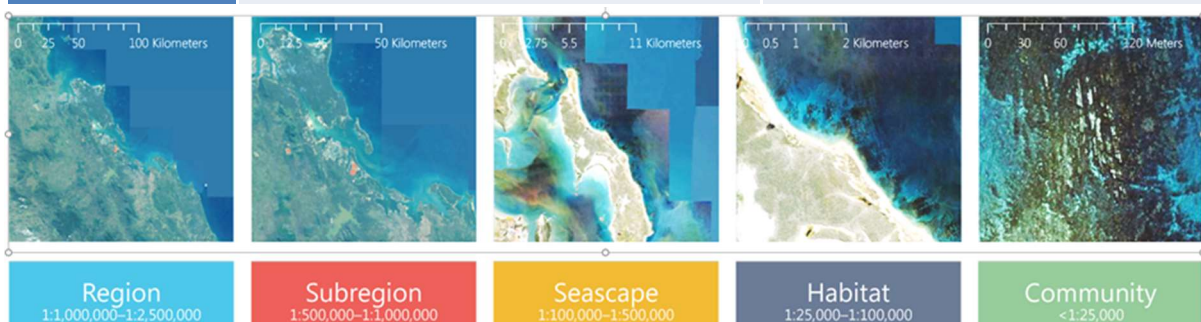 0 25 50 100 Kilometers
0 12.5 25 50 Kilometers
0 2.75 5.5 11 Kilometers
0 0.5 1 2 Kilometers
0 30 60 120 Meters
Region
1:1,000,000–1:2,500,000
Subregion
1:500,000–1:1,000,000
Seascape
1:100,000–1:500,000
Habitat
1:25,000–1:100,000
Community
<1:25,000